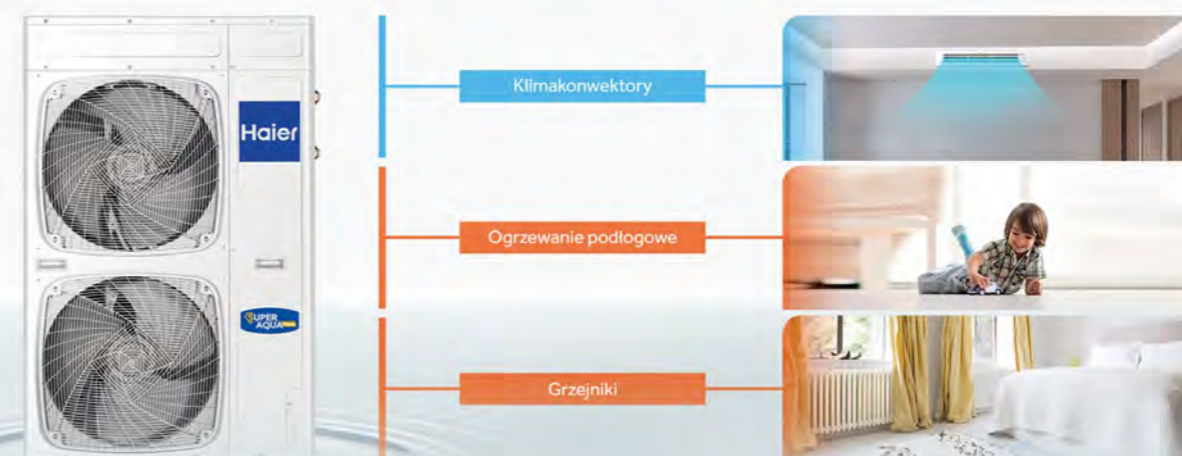 Haier
SUPER
AQUA
Klimakonwektory
Ogrzewanie podłogowe
Grzejniki